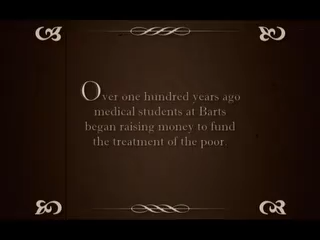 Over one hundred years ago
medical students at Barts
began raising money to fund
the treatment of the poor.